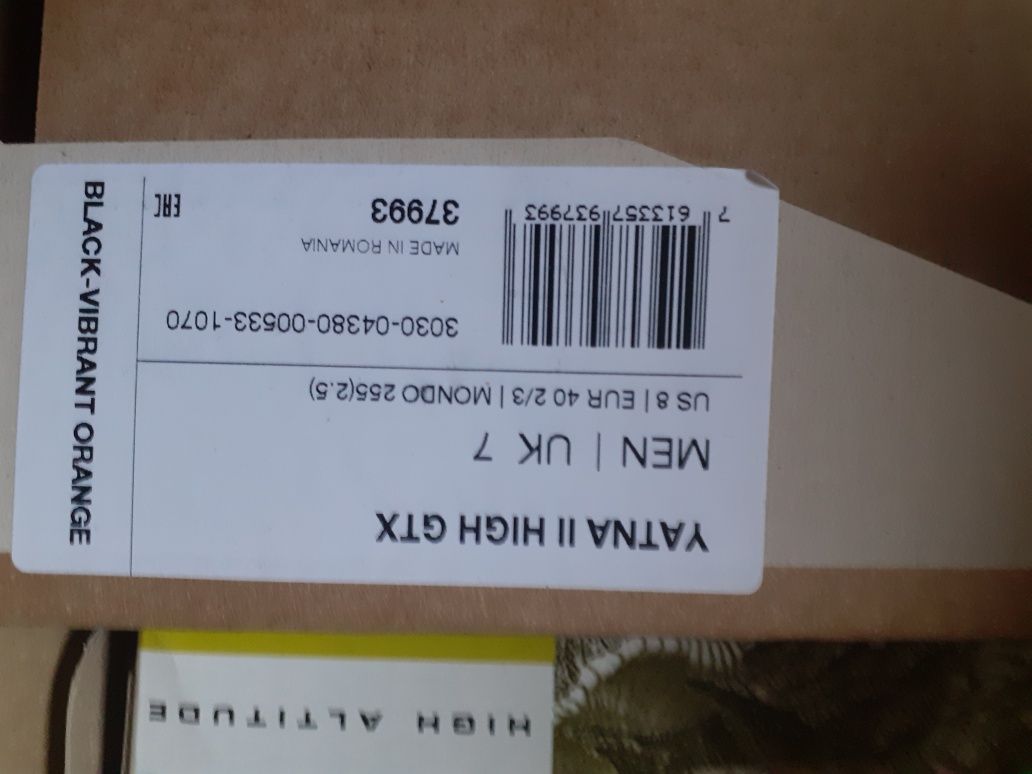 YATNA II HIGH GTX
MEN | UK 7
US 8 | EUR 40 2/3 | MONDO 255(2.5)
3030-04380-00533-1070
MADE IN ROMANIA
37993
EAC
7 613357 937993
BLACK-VIBRANT ORANGE
HIGH ALTITUDE